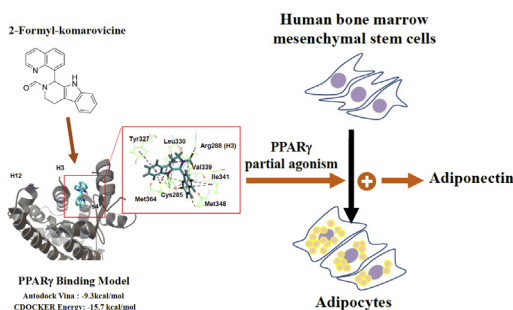 2-Formyl-komarovicine
N
N
H
N
O
H12
H3
Tyr327
Leu330
Arg288 (H3)
Val339
Ile341
Met364
Cys285
Met348
PPARγ Binding Model
Autodock Vina : -9.3kcal/mol
CDOCKER Energy: -15.7 kcal/mol
Human bone marrow
mesenchymal stem cells
PPARγ
partial agonism
+
Adiponectin
Adipocytes